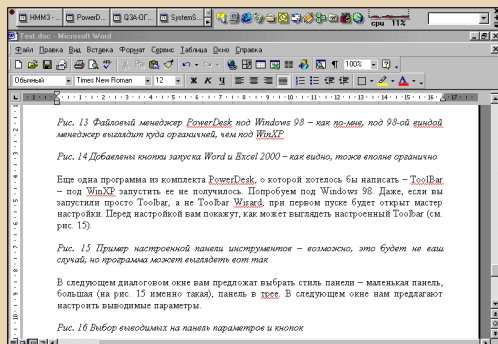 HMM3 - ... PowerD... Q3A-ОГ... SystemS...
cpu 11%
Text.doc - Microsoft Word
Файл Правка Вид Вставка Формат Сервис Таблица Окно Справка
100%
Обычный Times New Roman 12 Ж К Ч
Рис. 13 Файловый менеджер PowerDesk под Windows 98 – как по-мне, под 98-ой виндой
менеджер выглядит куда органичней, чем под WinXP
Рис. 14 Добавлены кнопки запуска Word и Excel 2000 – как видно, тоже вполне органично
Еще одна программа из комплекта PowerDesk, о которой хотелось бы написать – ToolBar
– под WinXP запустить ее не получилось. Попробуем под Windows 98. Даже, если вы
запустили просто Toolbar, а не Toolbar Wisard, при первом пуске будет открыт мастер
настройки. Перед настройкой вам покажут, как может выглядеть настроенный Toolbar (см.
рис. 15).
Рис. 15 Пример настроенной панели инструментов – возможно, это будет не ваш
случай, но программа может выглядеть вот так
В следующем диалоговом окне вам предложат выбрать стиль панели – маленькая панель,
большая (на рис. 15 именно такая), панель в трее. В следующем окне нам предлагают
настроить выводимые параметры.
Рис. 16 Выбор выводимых на панель параметров и кнопок